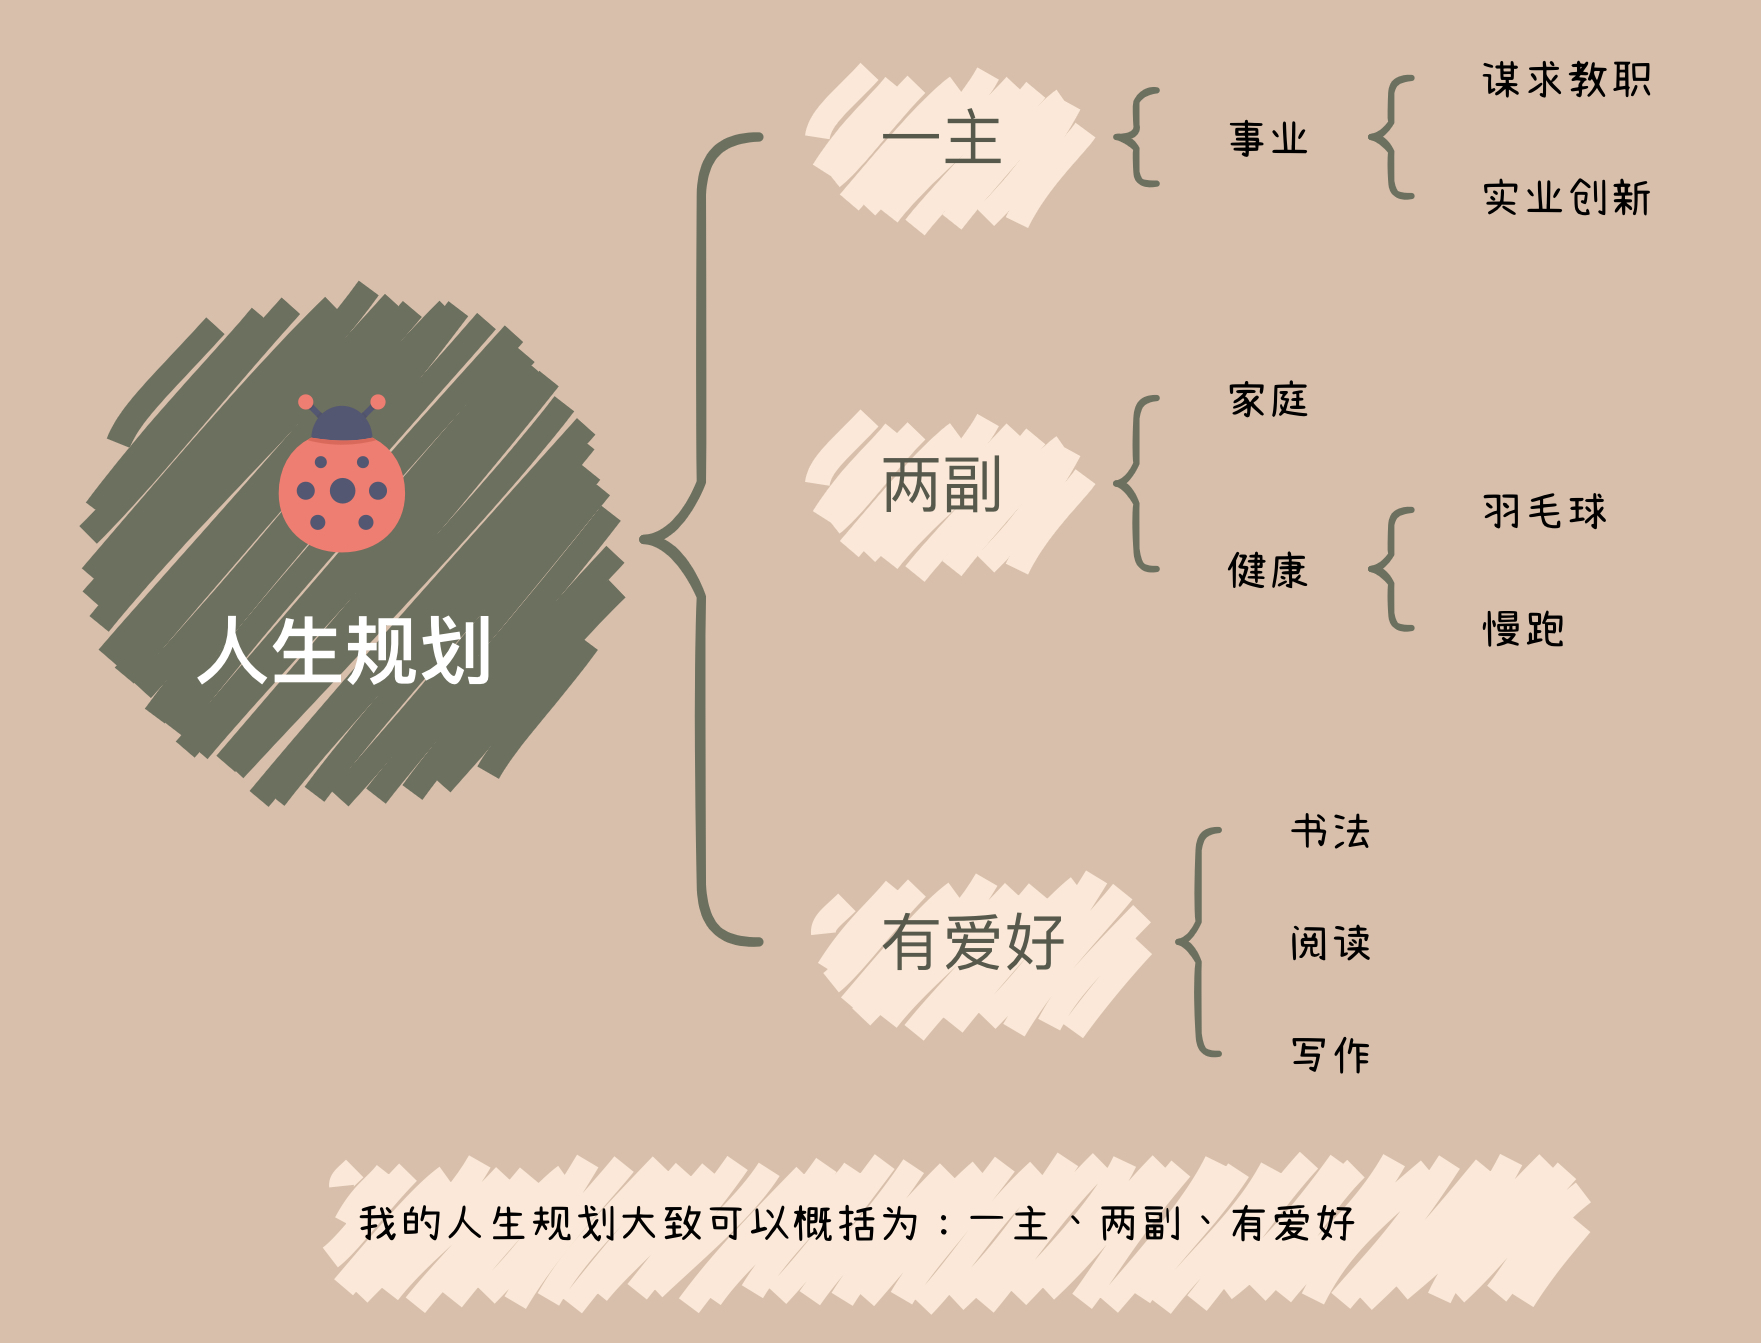 人生规划
一主
事业
谋求教职
实业创新
两副
家庭
健康
羽毛球
慢跑
有爱好
书法
阅读
写作
我的人生规划大致可以概括为：一主、两副、有爱好